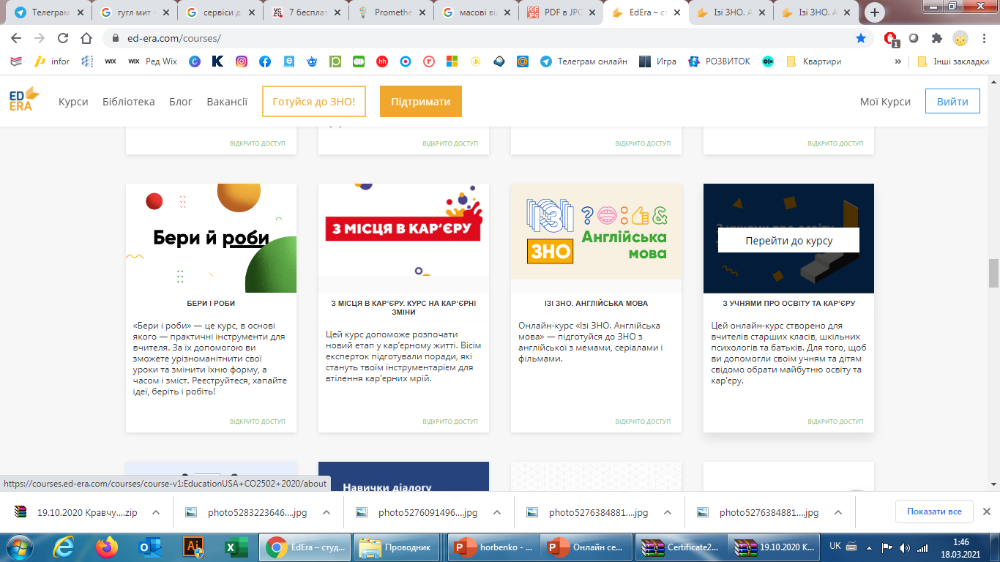 Телеграм
гугл мит -
сервіси д
7 бесплат
Promethe
масові ві
PDF в JPG
EdEra – ст
Ізі ЗНО. А
Ізі ЗНО. А
ed-era.com/courses/
infor
WIX
WIX Ред Wix
Телеграм онлайн
Игра
РОЗВИТОК
Квартири
»
Інші закладки
ED
ERA
Курси
Бібліотека
Блог
Вакансії
Готуйся до ЗНО!
Підтримати
Мої Курси
Вийти
ВІДКРИТО ДОСТУП
ВІДКРИТО ДОСТУП
ВІДКРИТО ДОСТУП
ВІДКРИТО ДОСТУП
Бери й роби
БЕРИ І РОБИ
«Бери і роби» — це курс, в основі
якого — практичні інструменти для
вчителя. За їх допомогою ви
зможете урізноманітнити свої
уроки та змінити їхню форму, а
часом і зміст. Реєструйтеся, хапайте
ідеї, беріть і робіть!
ВІДКРИТО ДОСТУП
З МІСЦЯ В КАР'ЄРУ
З МІСЦЯ В КАР'ЄРУ. КУРС НА КАР'ЄРНІ
ЗМІНИ
Цей курс допоможе розпочати
новий етап у кар'єрному житті. Вісім
експерток підготували поради, які
стануть твоїм інструментарієм для
втілення кар'єрних мрій.
ВІДКРИТО ДОСТУП
ІЗІ
ЗНО
Англійська
мова
ІЗІ ЗНО. АНГЛІЙСЬКА МОВА
Онлайн-курс «Ізі ЗНО. Англійська
мова» — підготуйся до ЗНО з
англійської з мемами, серіалами і
фільмами.
ВІДКРИТО ДОСТУП
Перейти до курсу
З УЧНЯМИ ПРО ОСВІТУ ТА КАР'ЄРУ
Цей онлайн-курс створено для
вчителів старших класів, шкільних
психологів та батьків. Для того, щоб
ви допомогли своїм учням та дітям
свідомо обрати майбутню освіту та
кар'єру.
ВІДКРИТО ДОСТУП
Навички діалогу
https://courses.ed-era.com/courses/course-v1:EducationUSA+CO2502+2020/about
19.10.2020 Кравчу....zip
photo5283223646....jpg
photo5276091496....jpg
photo5276384881....jpg
photo5276384881....jpg
Показати все
EdEra – студ...
Проводник
horbenko - ...
Онлайн се...
Certificate2...
19.10.2020 К...
UK
1:46
18.03.2021